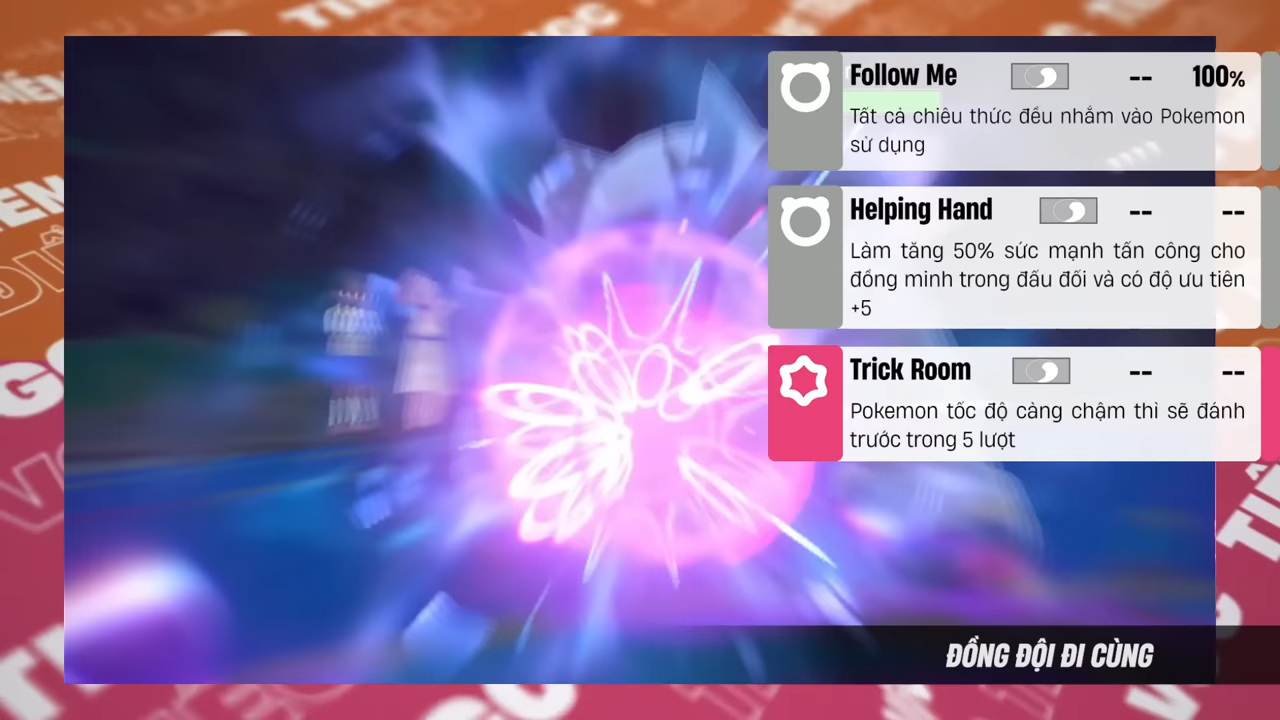 Follow Me -- 100%
Tất cả chiêu thức đều nhắm vào Pokemon
sử dụng
Helping Hand -- --
Làm tăng 50% sức mạnh tấn công cho
đồng minh trong đấu đối và có độ ưu tiên
+5
Trick Room -- --
Pokemon tốc độ càng chậm thì sẽ đánh
trước trong 5 lượt
ĐỒNG ĐỘI ĐI CÙNG